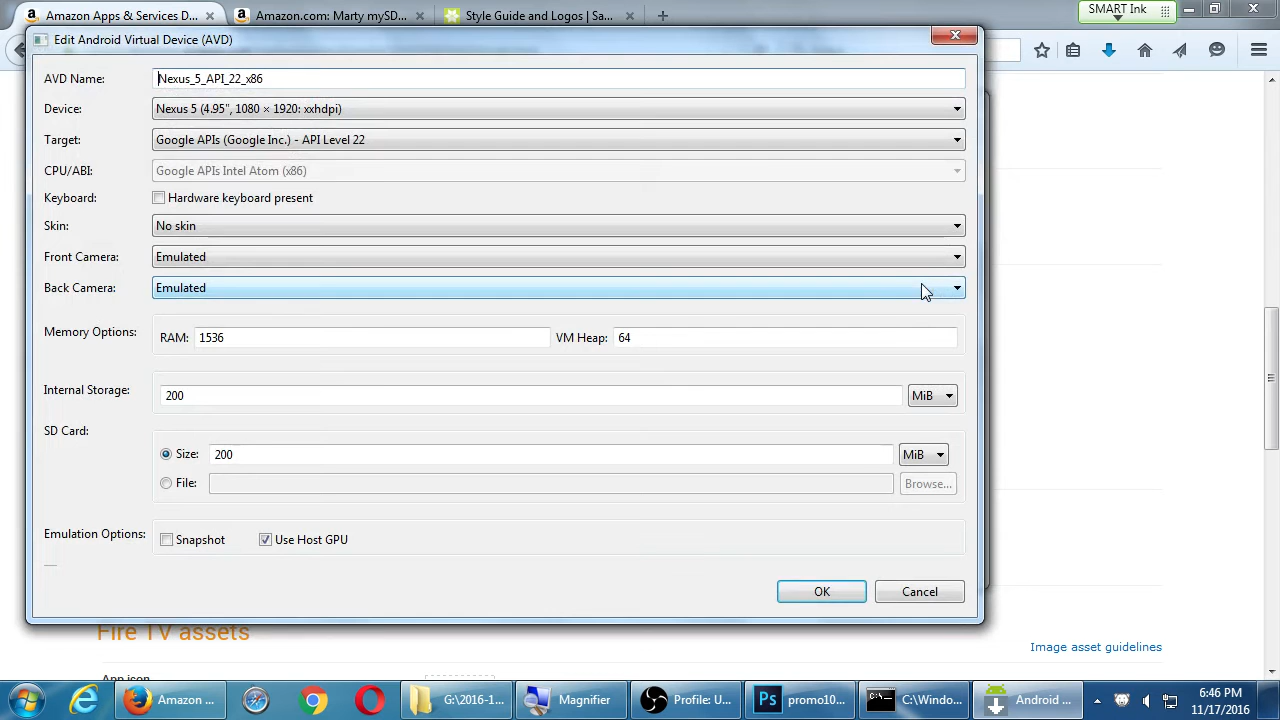 Amazon Apps & Services D...
Amazon.com: Marty mySD...
Style Guide and Logos | Sa...
SMART Ink
Edit Android Virtual Device (AVD)
AVD Name:
Nexus_5_API_22_x86
Device:
Nexus 5 (4.95", 1080 × 1920: xxhdpi)
Target:
Google APIs (Google Inc.) - API Level 22
CPU/ABI:
Google APIs Intel Atom (x86)
Keyboard:
Hardware keyboard present
Skin:
No skin
Front Camera:
Emulated
Back Camera:
Emulated
Memory Options:
RAM: 1536
VM Heap: 64
Internal Storage:
200
MiB
SD Card:
Size: 200
MiB
File:
Browse...
Emulation Options:
Snapshot
Use Host GPU
OK
Cancel
Fire TV assets
Image asset guidelines
App icon
Amazon ...
G:\2016-1...
Magnifier
Profile: U...
promo10...
C:\Windo...
Android ...
6:46 PM
11/17/2016